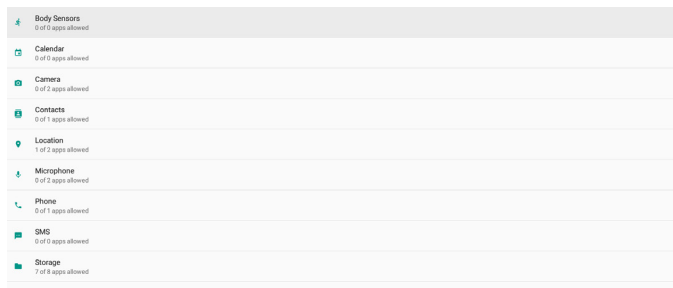 Body Sensors
0 of 0 apps allowed
Calendar
0 of 0 apps allowed
Camera
0 of 2 apps allowed
Contacts
0 of 1 apps allowed
Location
1 of 2 apps allowed
Microphone
0 of 2 apps allowed
Phone
0 of 1 apps allowed
SMS
0 of 0 apps allowed
Storage
7 of 8 apps allowed